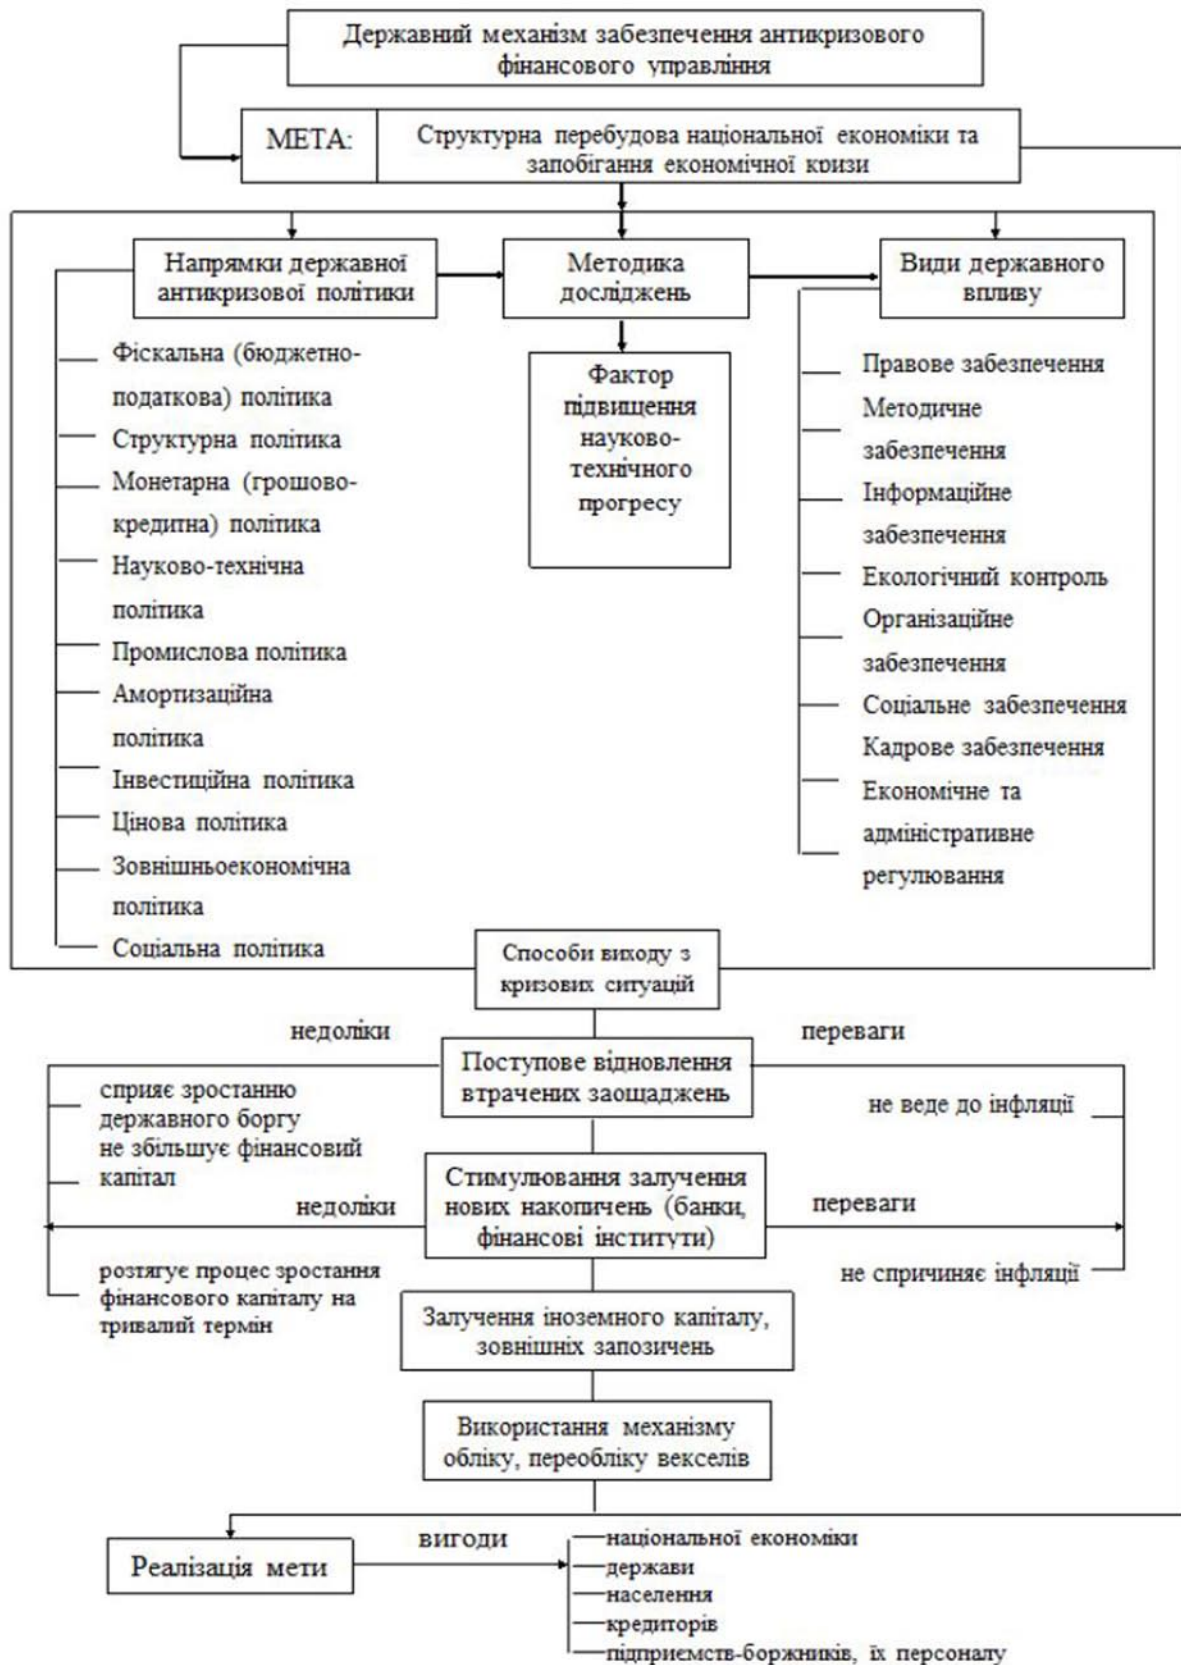 Державний механізм забезпечення антикризового
фінансового управління
МЕТА:
Структурна перебудова національної економіки та
запобігання економічної кризи
Напрямки державної
антикризової політики
Методика
досліджень
Види державного
впливу
Фіскальна (бюджетно-
податкова) політика
Структурна політика
Монетарна (грошово-
кредитна) політика
Науково-технічна
політика
Промислова політика
Амортизаційна
політика
Інвестиційна політика
Цінова політика
Зовнішньоекономічна
політика
Соціальна політика
Фактор
підвищення
науково-
технічного
прогресу
Правове забезпечення
Методичне
забезпечення
Інформаційне
забезпечення
Екологічний контроль
Організаційне
забезпечення
Соціальне забезпечення
Кадрове забезпечення
Економічне та
адміністративне
регулювання
Способи виходу з
кризових ситуацій
недоліки
переваги
Поступове відновлення
втрачених заощаджень
сприяє зростанню
державного боргу
не збільшує фінансовий
капітал
не веде до інфляції
Стимулювання залучення
нових накопичень (банки,
фінансові інститути)
недоліки
переваги
розтягує процес зростання
фінансового капіталу на
тривалий термін
не спричиняє інфляції
Залучення іноземного капіталу,
зовнішніх запозичень
Використання механізму
обліку, переобліку векселів
Реалізація мети
вигоди
національної економіки
держави
населення
кредиторів
підприємств-боржників, їх персоналу